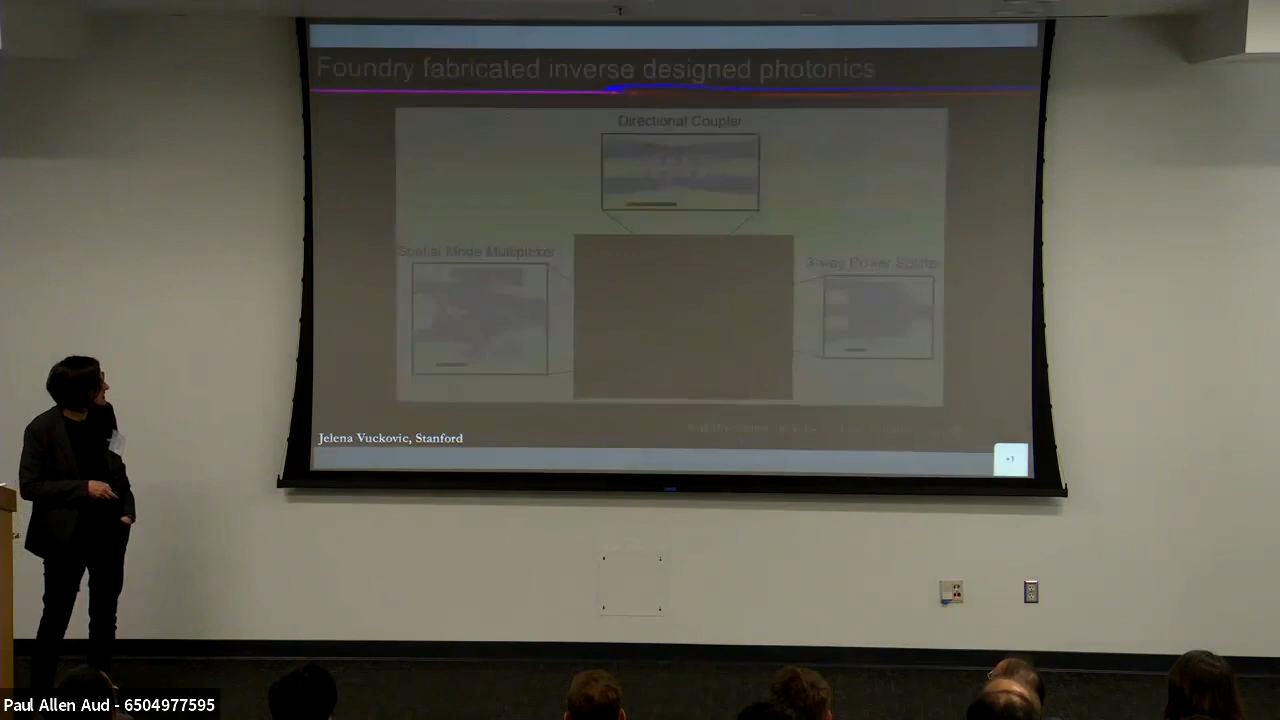 Foundry fabricated inverse designed photonics
Directional Coupler
Spatial Mode Multiplexer
3-way Power Splitter
Jelena Vuckovic, Stanford
Paul Allen Aud - 6504977595